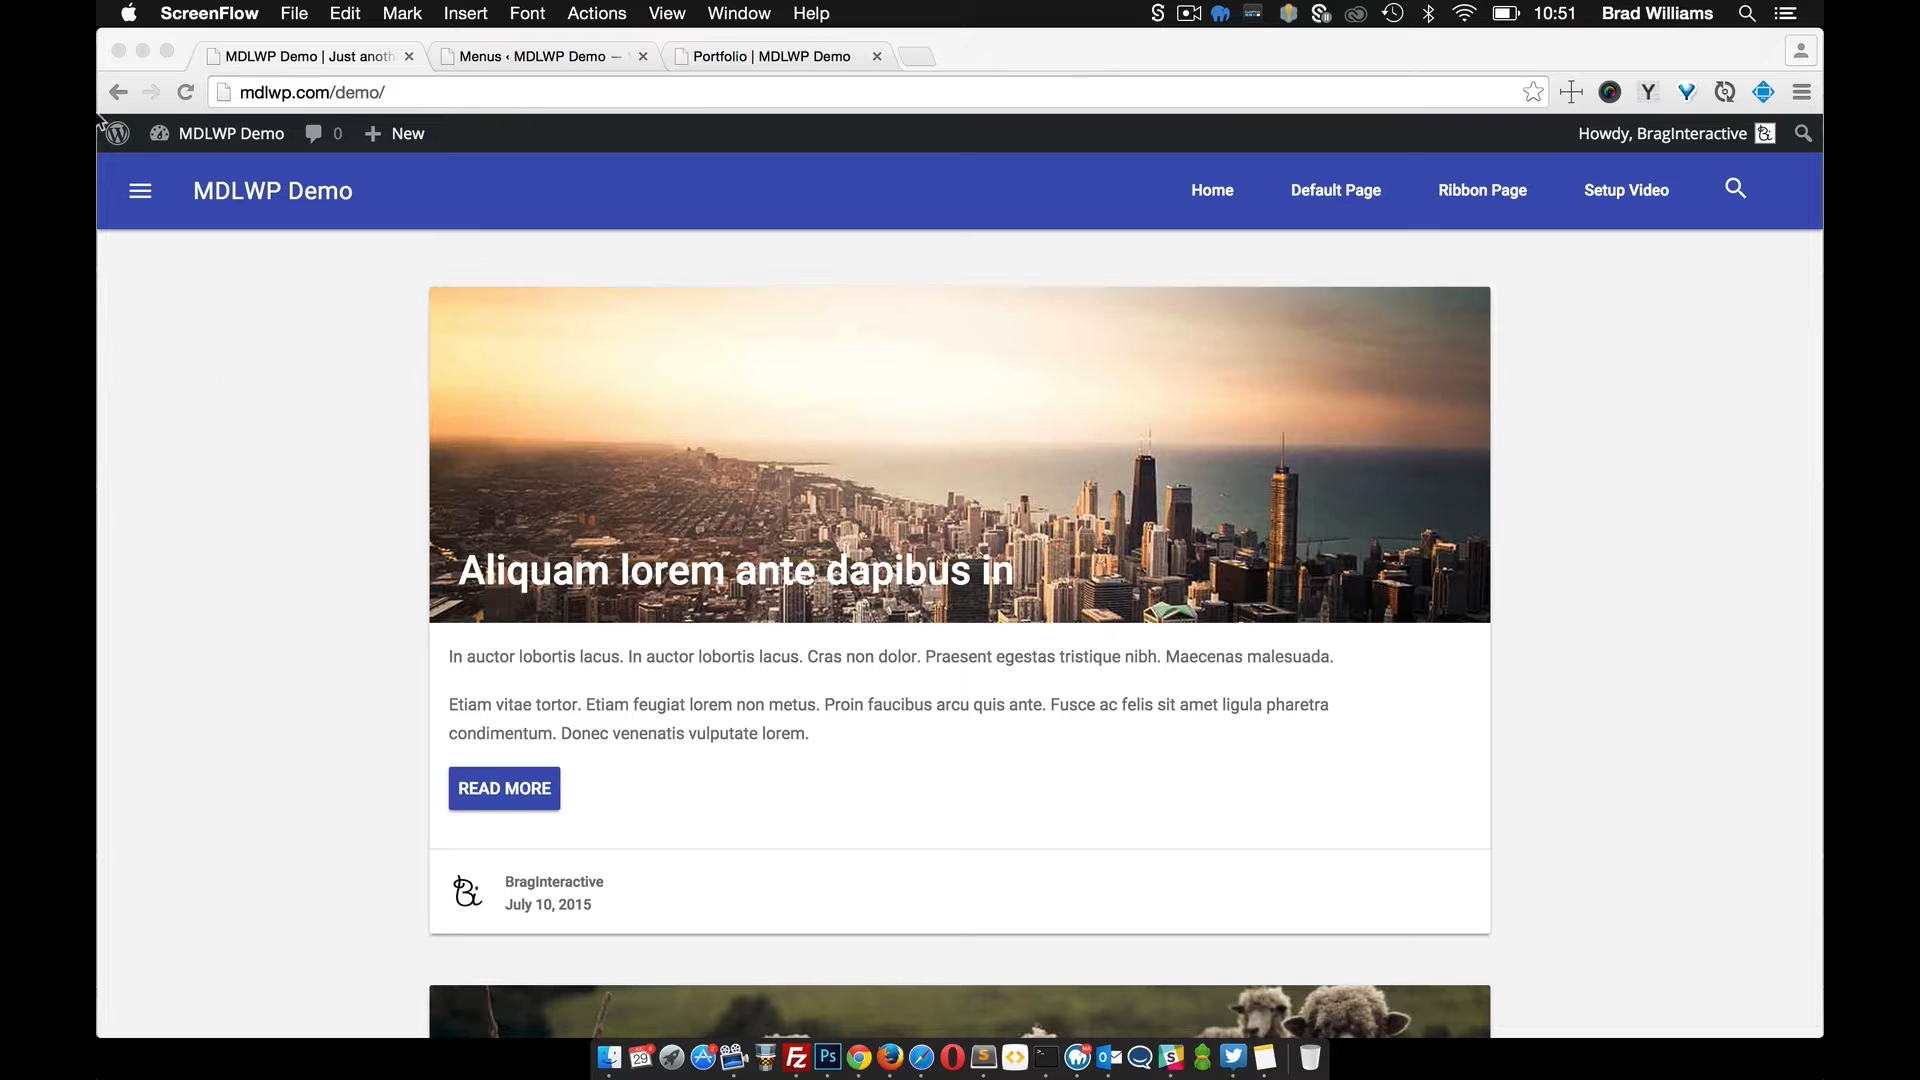 ScreenFlow File Edit Mark Insert Font Actions View Window Help 10:51 Brad Williams
MDLWP Demo | Just anoth Menus ‹ MDLWP Demo — Portfolio | MDLWP Demo
mdlwp.com/demo/
MDLWP Demo 0 New Howdy, BragInteractive
MDLWP Demo Home Default Page Ribbon Page Setup Video
Aliquam lorem ante dapibus in
In auctor lobortis lacus. In auctor lobortis lacus. Cras non dolor. Praesent egestas tristique nibh. Maecenas malesuada.
Etiam vitae tortor. Etiam feugiat lorem non metus. Proin faucibus arcu quis ante. Fusce ac felis sit amet ligula pharetra
condimentum. Donec venenatis vulputate lorem.
READ MORE
BragInteractive
July 10, 2015